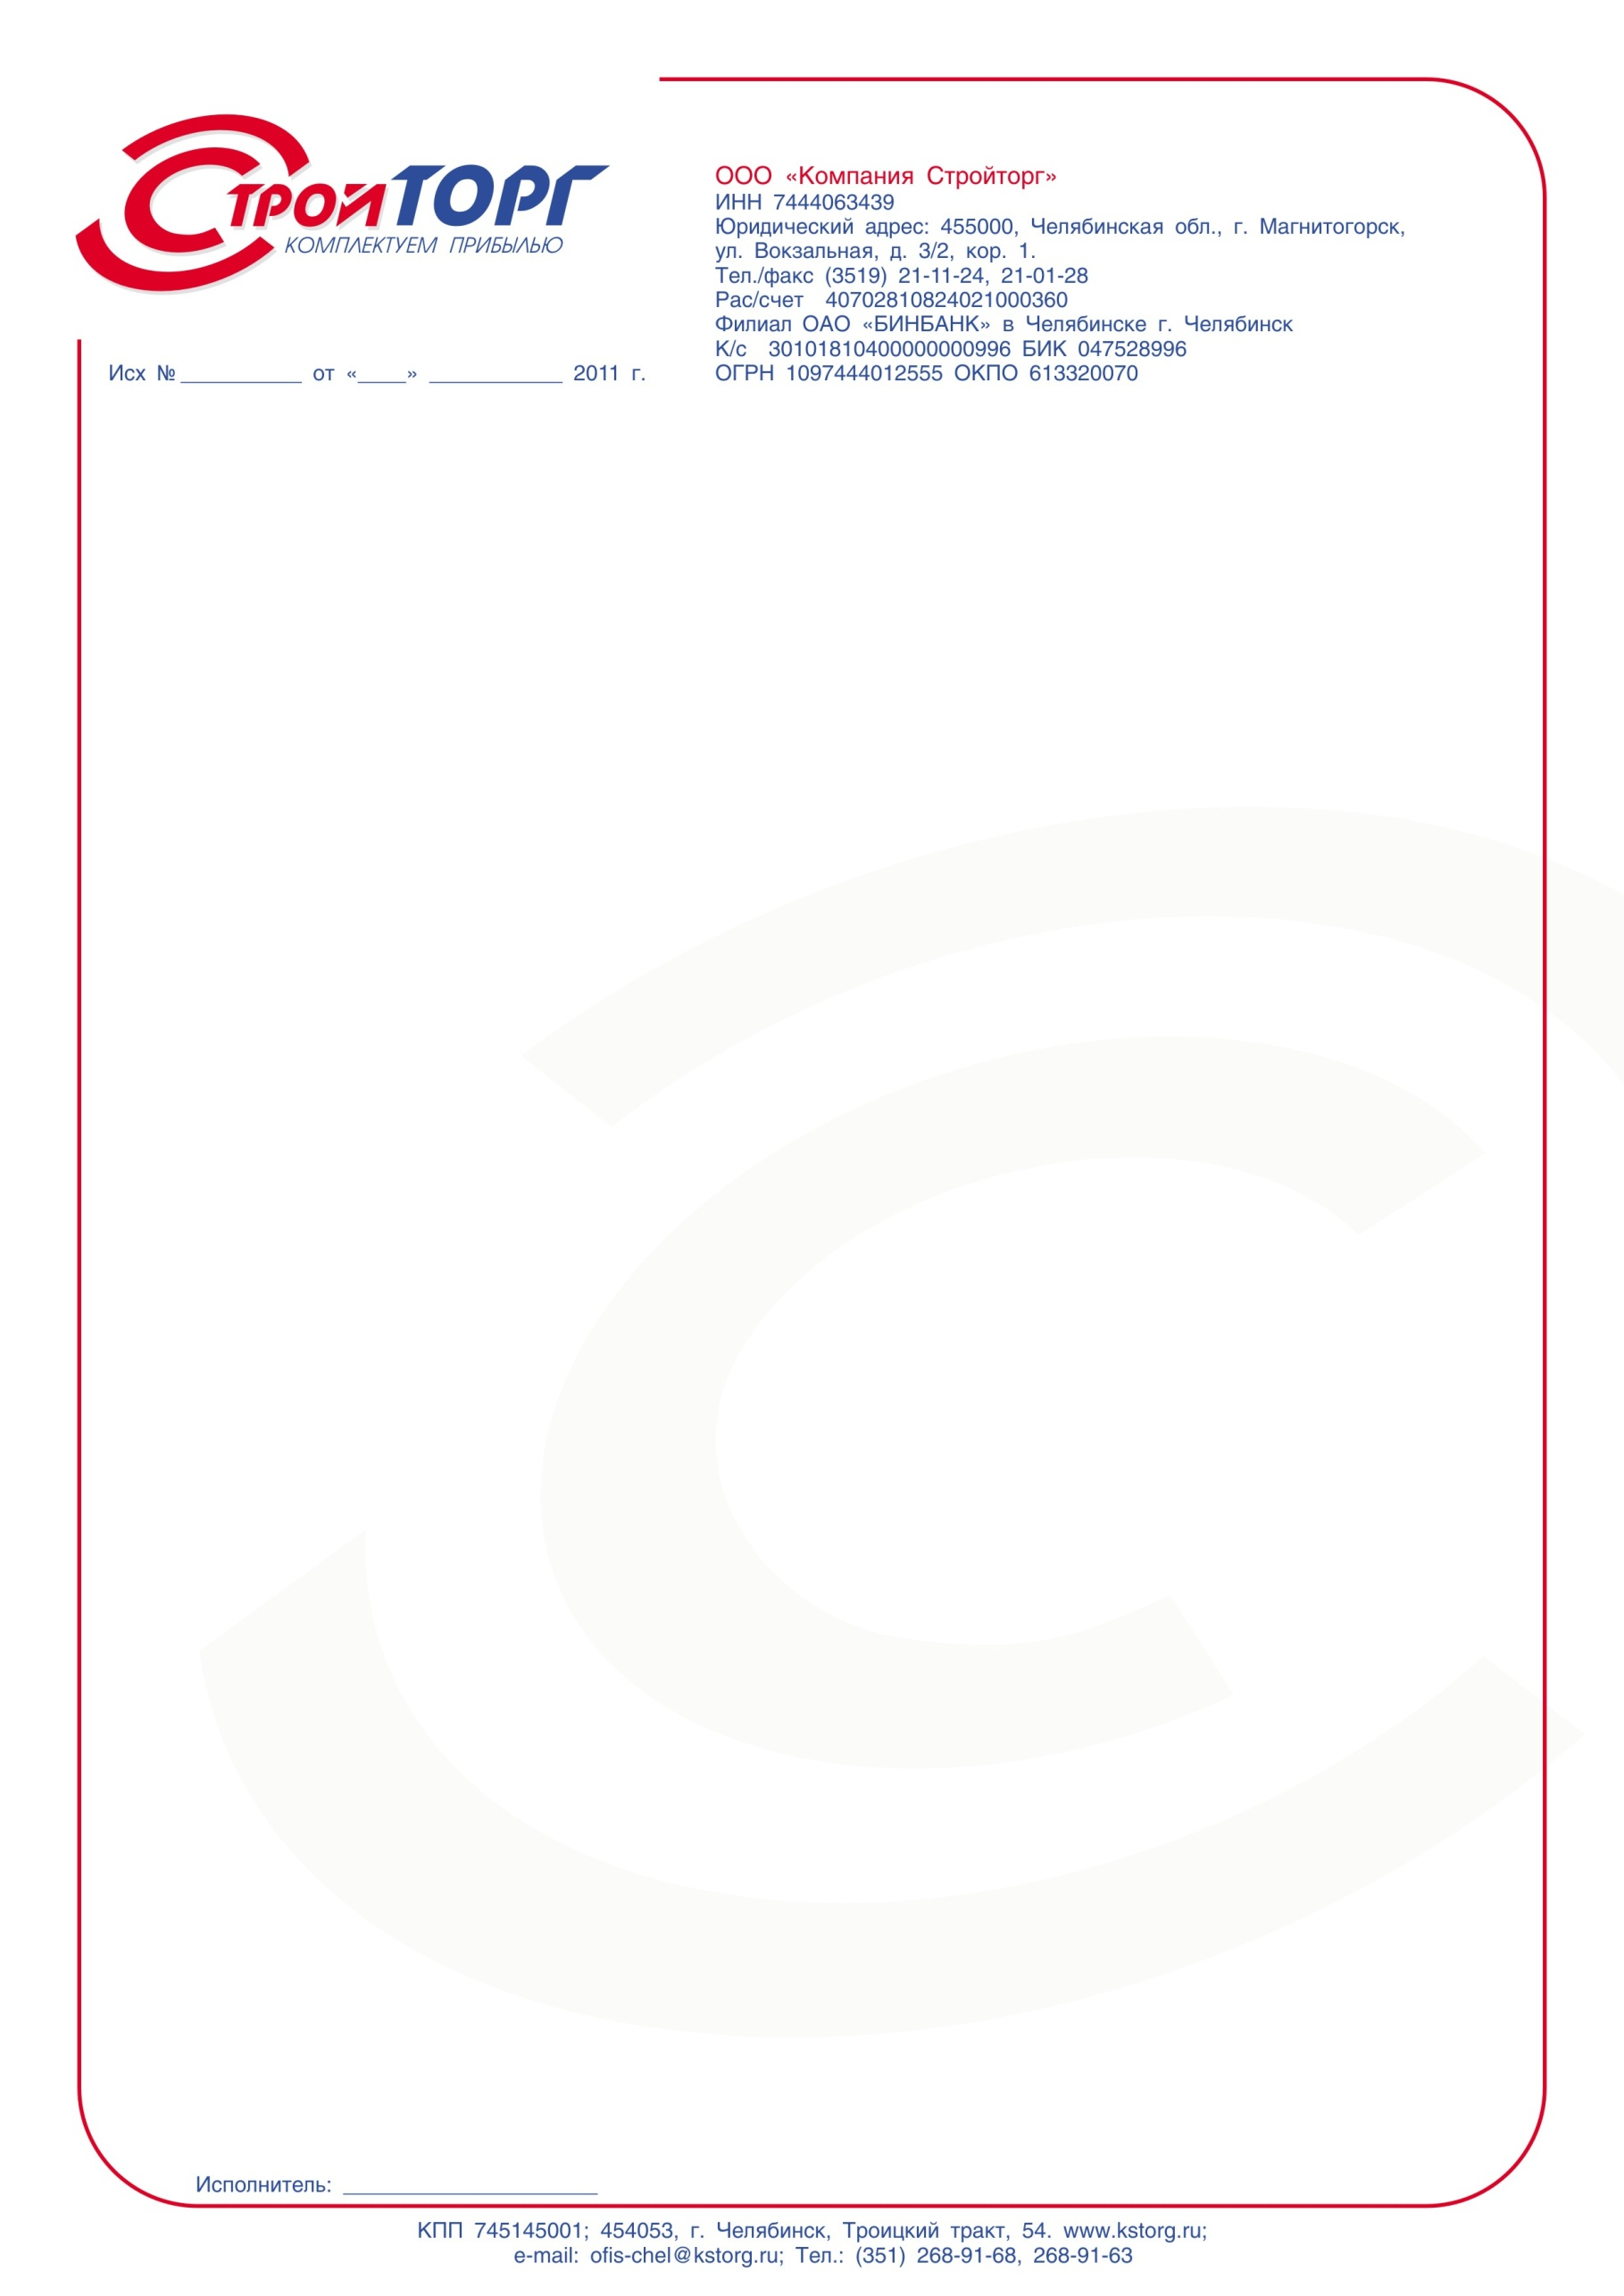 СТРОЙТОРГ
КОМПЛЕКТУЕМ ПРИБЫЛЬЮ
ООО «Компания Стройторг»
ИНН 7444063439
Юридический адрес: 455000, Челябинская обл., г. Магнитогорск,
ул. Вокзальная, д. 3/2, кор. 1.
Тел./факс (3519) 21-11-24, 21-01-28
Рас/счет 40702810824021000360
Филиал ОАО «БИНБАНК» в Челябинске г. Челябинск
К/с 30101810400000000996 БИК 047528996
ОГРН 1097444012555 ОКПО 613320070
Исх № __________ от «____» ___________ 2011 г.
Исполнитель: _____________________
КПП 745145001; 454053, г. Челябинск, Троицкий тракт, 54. www.kstorg.ru;
e-mail: ofis-chel@kstorg.ru; Тел.: (351) 268-91-68, 268-91-63